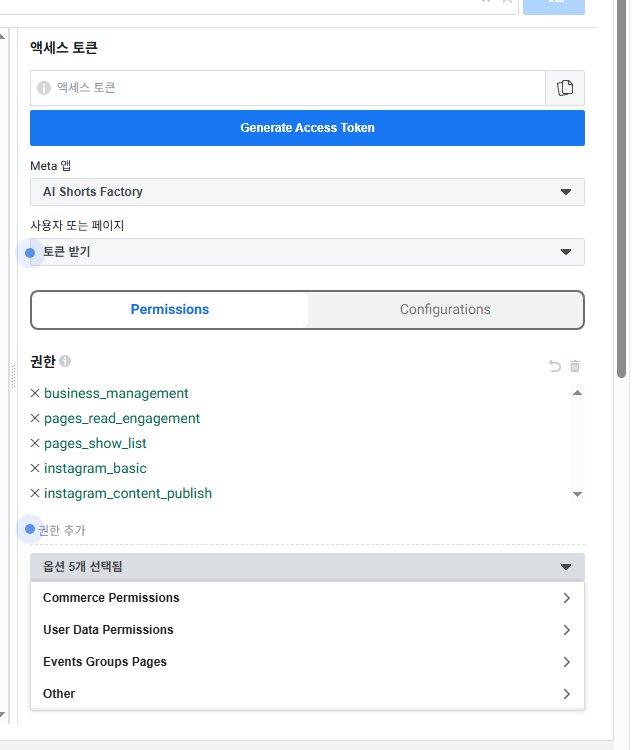 액세스 토큰
액세스 토큰
Generate Access Token
Meta 앱
AI Shorts Factory
사용자 또는 페이지
토큰 받기
Permissions
Configurations
권한
business_management
pages_read_engagement
pages_show_list
instagram_basic
instagram_content_publish
권한 추가
옵션 5개 선택됨
Commerce Permissions
User Data Permissions
Events Groups Pages
Other